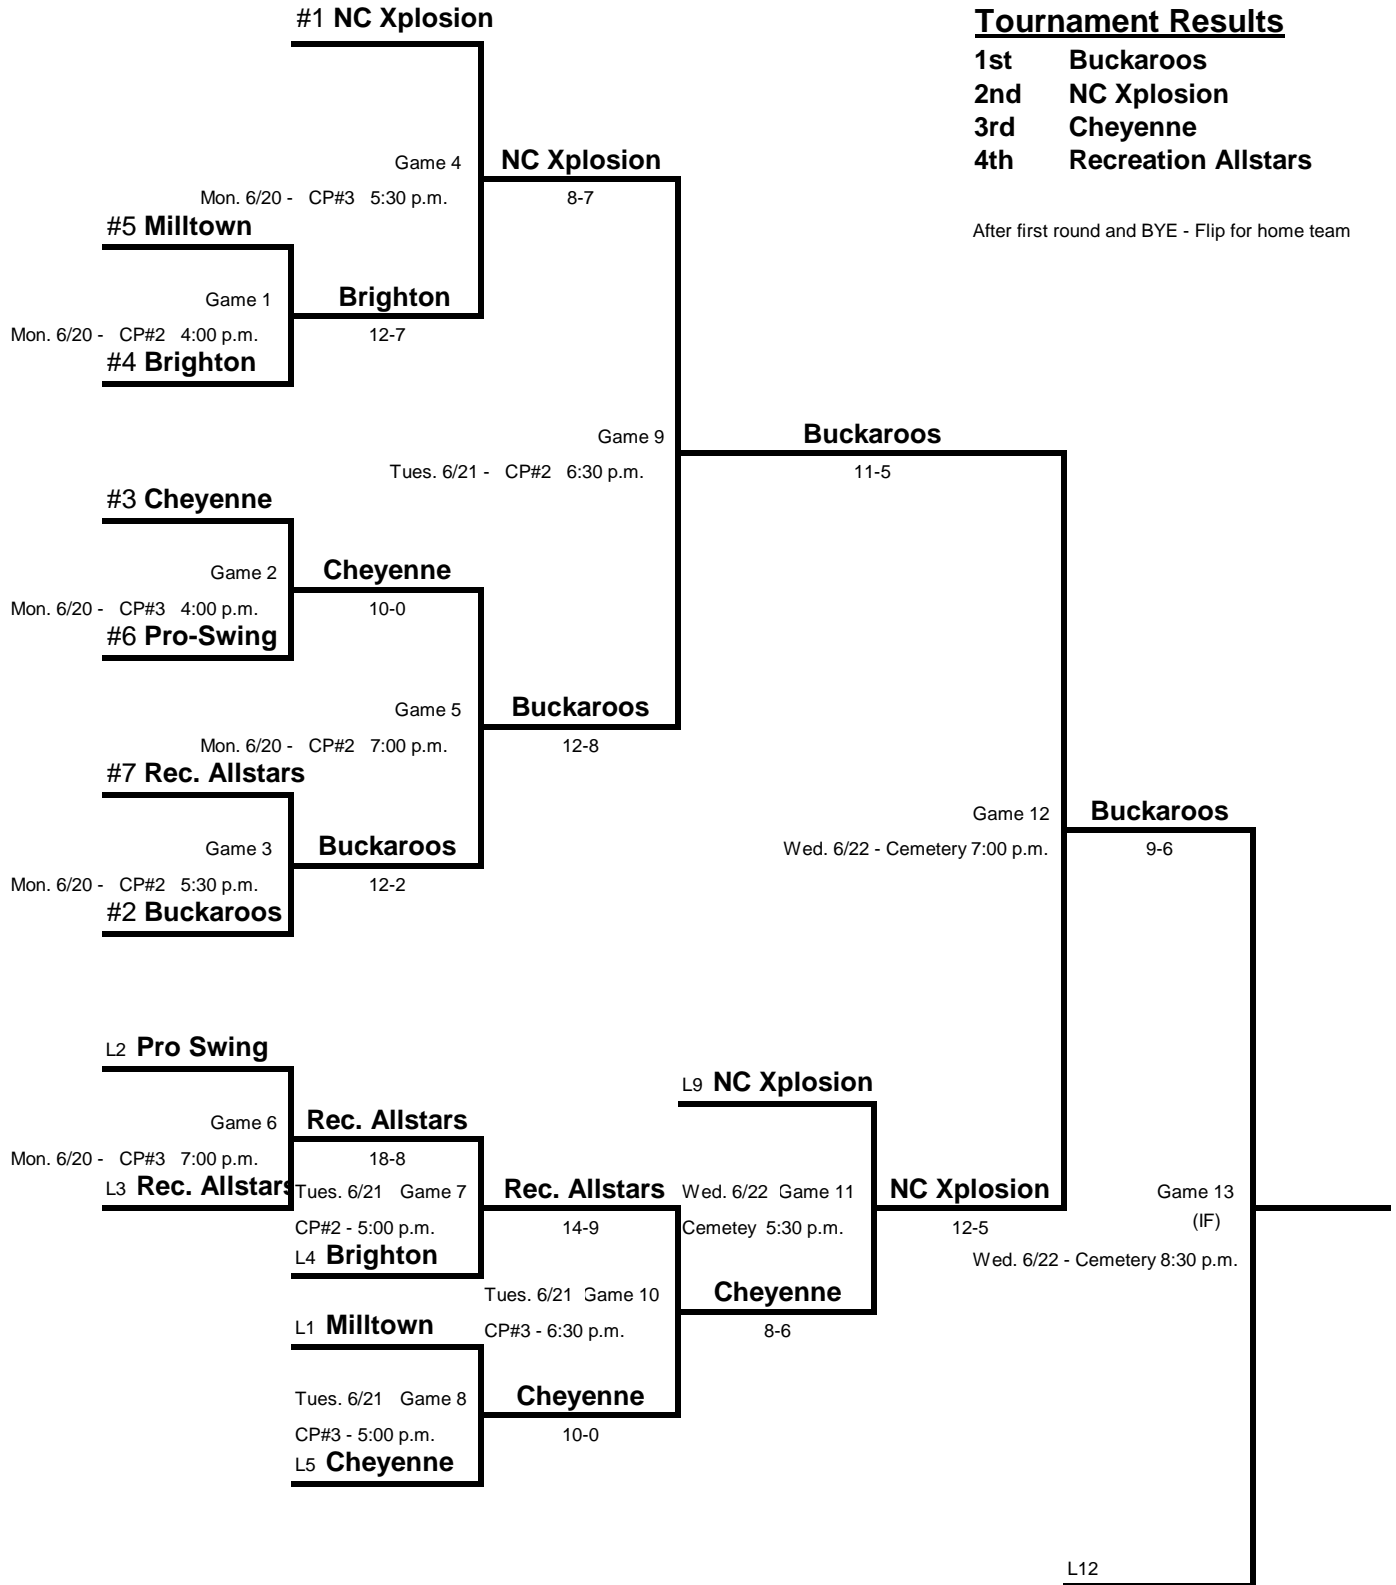 #1 NC Xplosion
Tournament Results
1st Buckaroos
2nd NC Xplosion
3rd Cheyenne
4th Recreation Allstars
After first round and BYE - Flip for home team
Game 4
NC Xplosion
Mon. 6/20 - CP#3 5:30 p.m.
8-7
#5 Milltown
Game 1
Brighton
Mon. 6/20 - CP#2 4:00 p.m.
12-7
#4 Brighton
Game 9
Buckaroos
Tues. 6/21 - CP#2 6:30 p.m.
11-5
#3 Cheyenne
Game 2
Cheyenne
Mon. 6/20 - CP#3 4:00 p.m.
10-0
#6 Pro-Swing
Game 5
Buckaroos
Mon. 6/20 - CP#2 7:00 p.m.
12-8
#7 Rec. Allstars
Game 3
Buckaroos
Mon. 6/20 - CP#2 5:30 p.m.
12-2
#2 Buckaroos
Game 12
Buckaroos
Wed. 6/22 - Cemetery 7:00 p.m.
9-6
L2 Pro Swing
Game 6
Rec. Allstars
Mon. 6/20 - CP#3 7:00 p.m.
18-8
L3 Rec. Allstars
Tues. 6/21 Game 7
CP#2 - 5:00 p.m.
L4 Brighton
Rec. Allstars
14-9
L9 NC Xplosion
Wed. 6/22 Game 11
Cemetey 5:30 p.m.
NC Xplosion
12-5
Game 13
(IF)
Wed. 6/22 - Cemetery 8:30 p.m.
Tues. 6/21 Game 10
CP#3 - 6:30 p.m.
Cheyenne
8-6
L1 Milltown
Tues. 6/21 Game 8
CP#3 - 5:00 p.m.
Cheyenne
10-0
L5 Cheyenne
L12